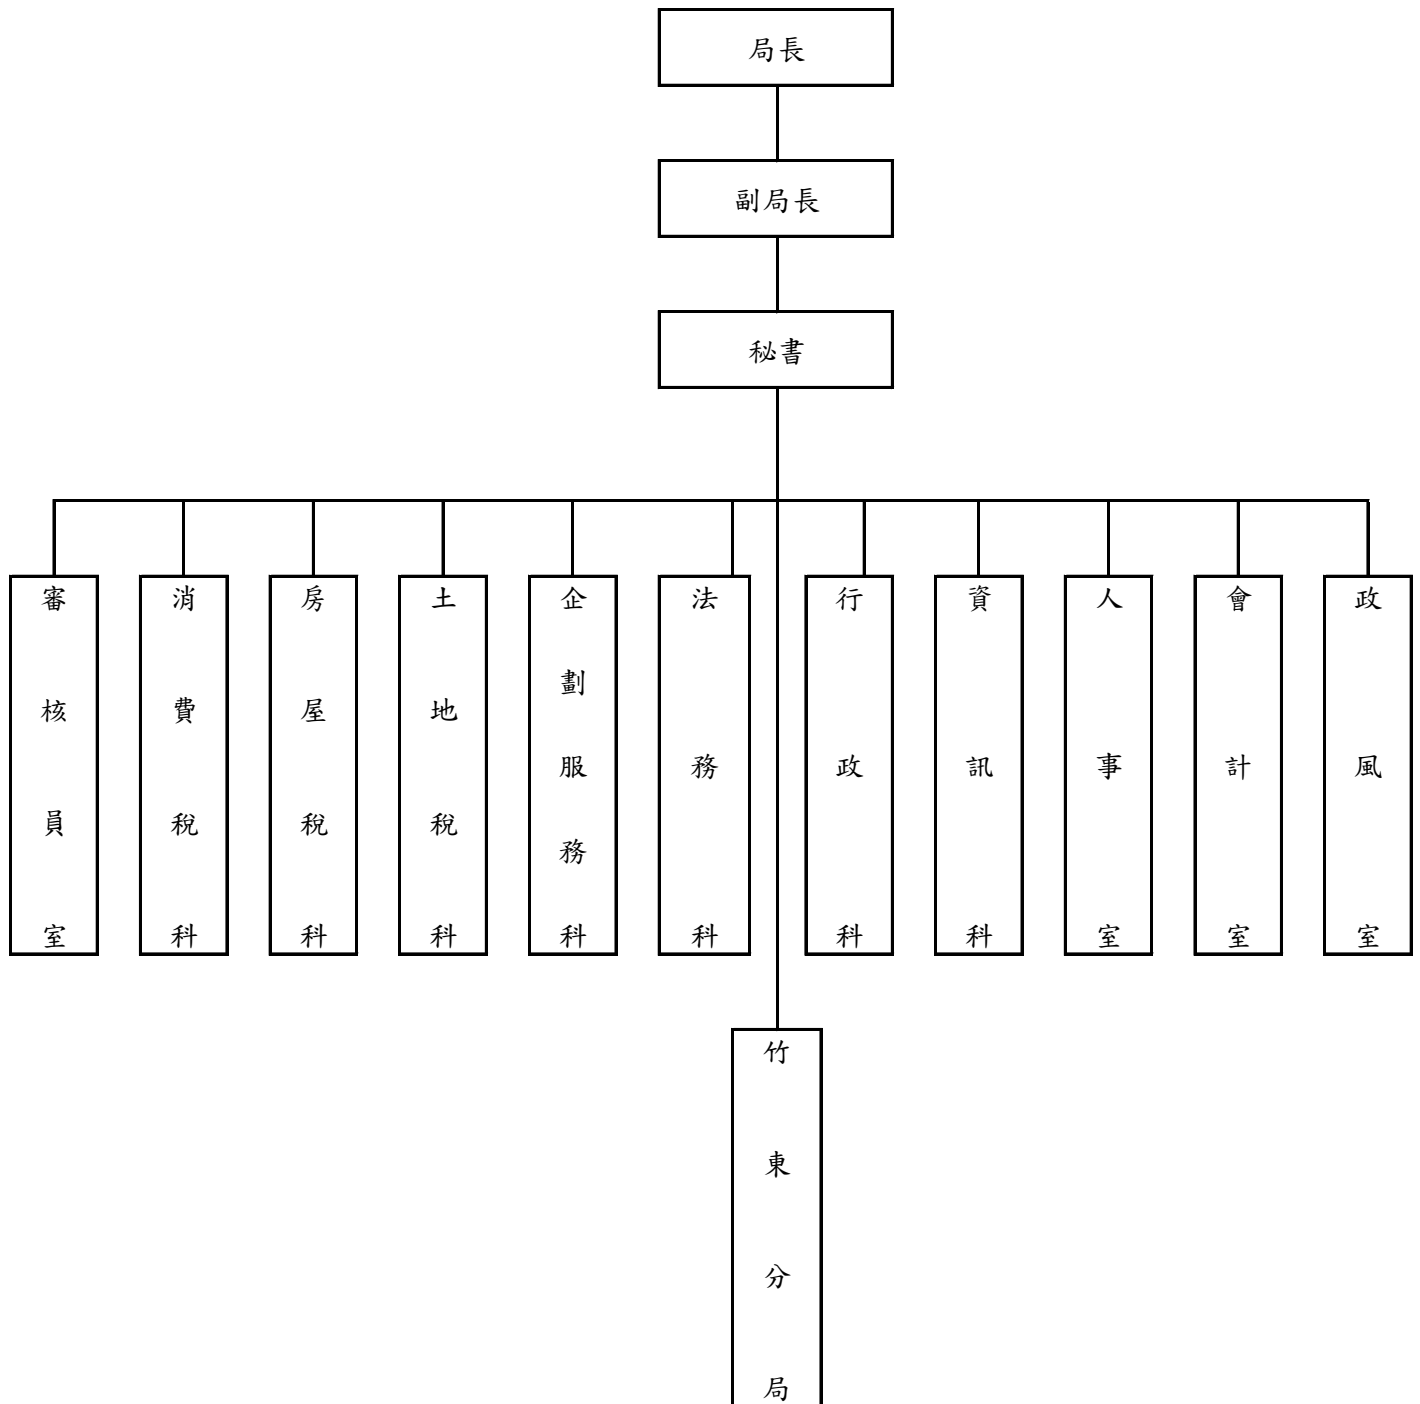 局長
副局長
秘書
審核員室
消費稅科
房屋稅科
土地稅科
企劃服務科
法務科
行政科
資訊科
人事室
會計室
政風室
竹東分局